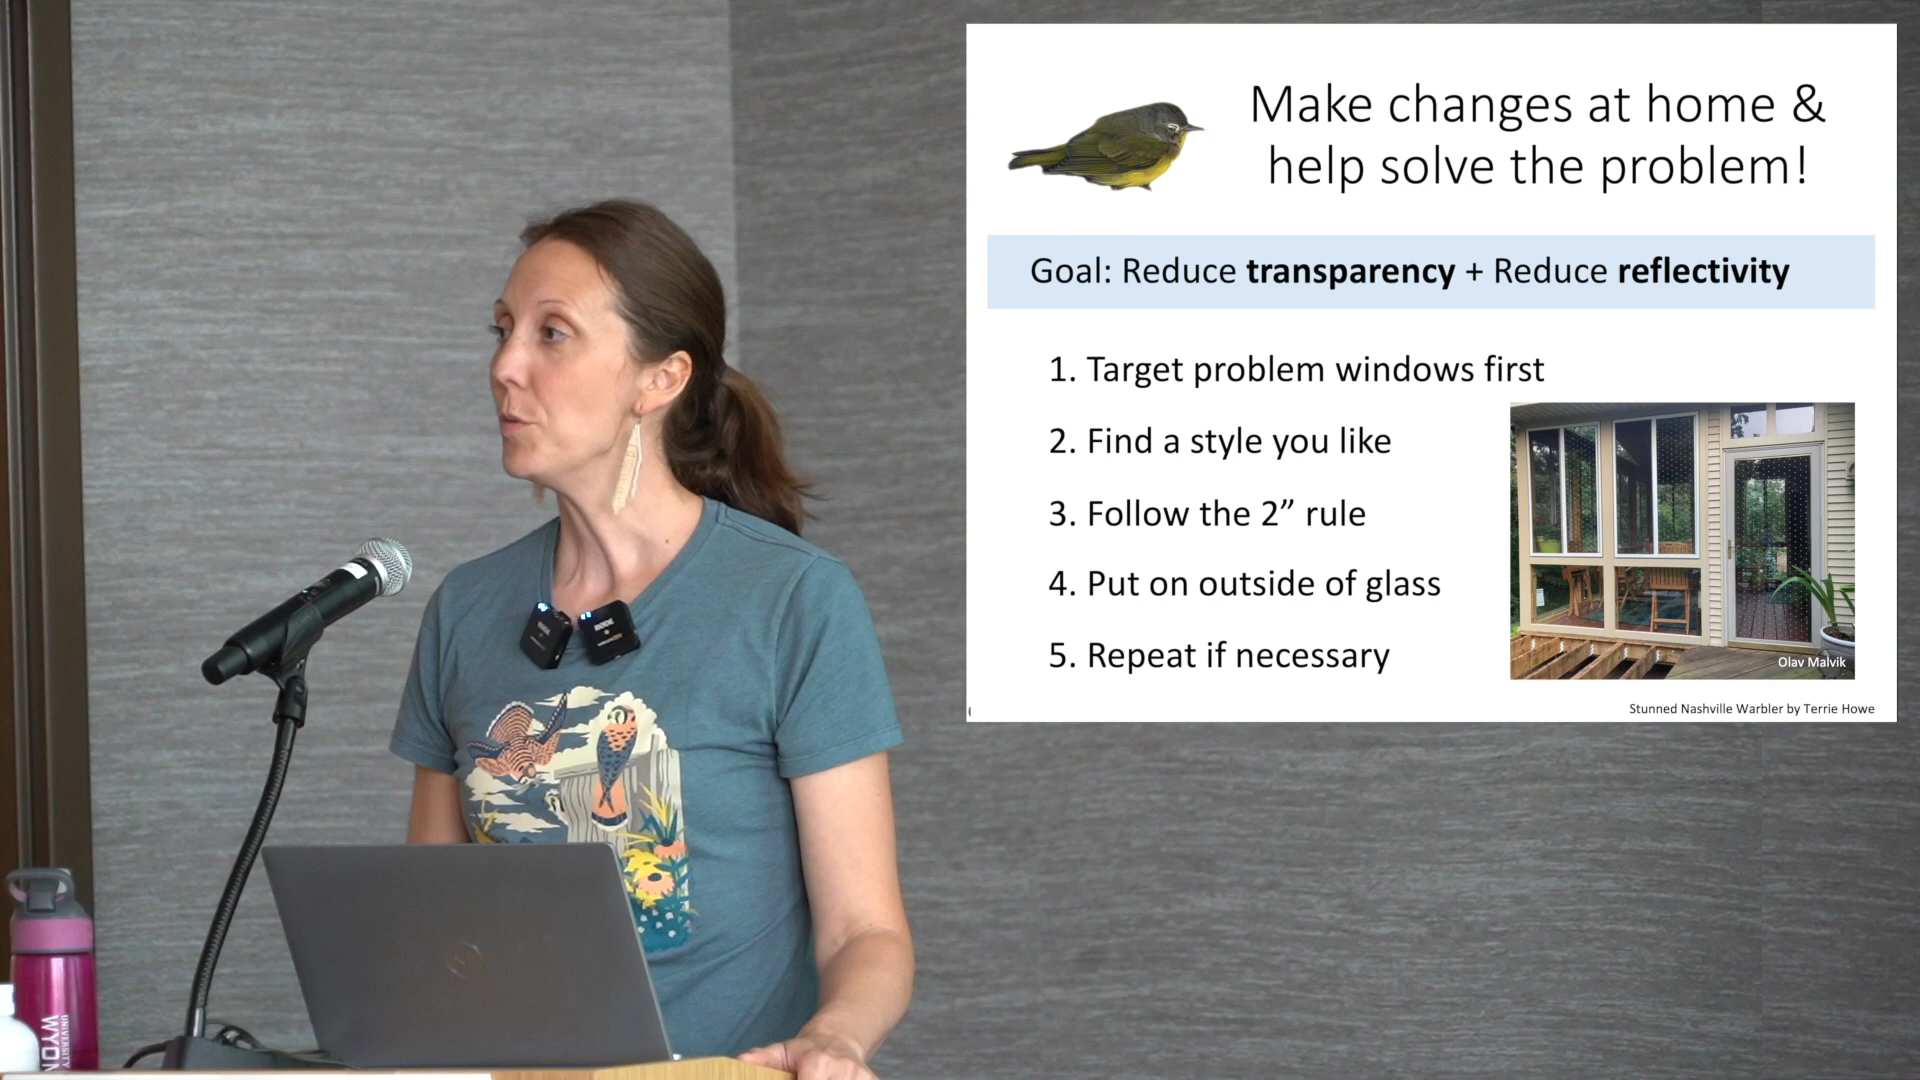 Make changes at home &
help solve the problem!
Goal: Reduce transparency + Reduce reflectivity
1. Target problem windows first
2. Find a style you like
3. Follow the 2” rule
4. Put on outside of glass
5. Repeat if necessary
Olav Malvik
Stunned Nashville Warbler by Terrie Howe
UNIVERSITY